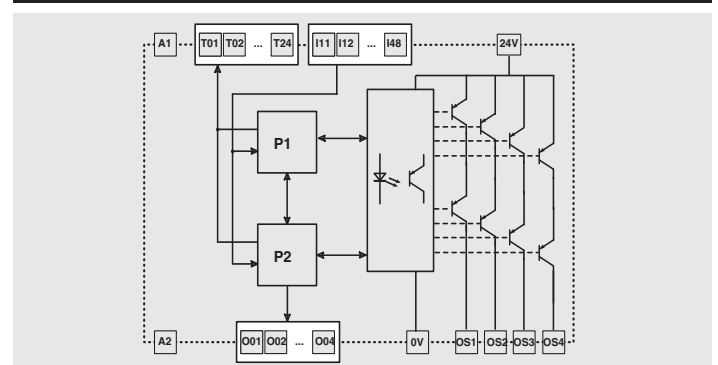 A1 T01 T02 ... T24 I11 I12 ... I48 24V
P1
P2
A2 O01 O02 ... O04 0V OS1 OS2 OS3 OS4